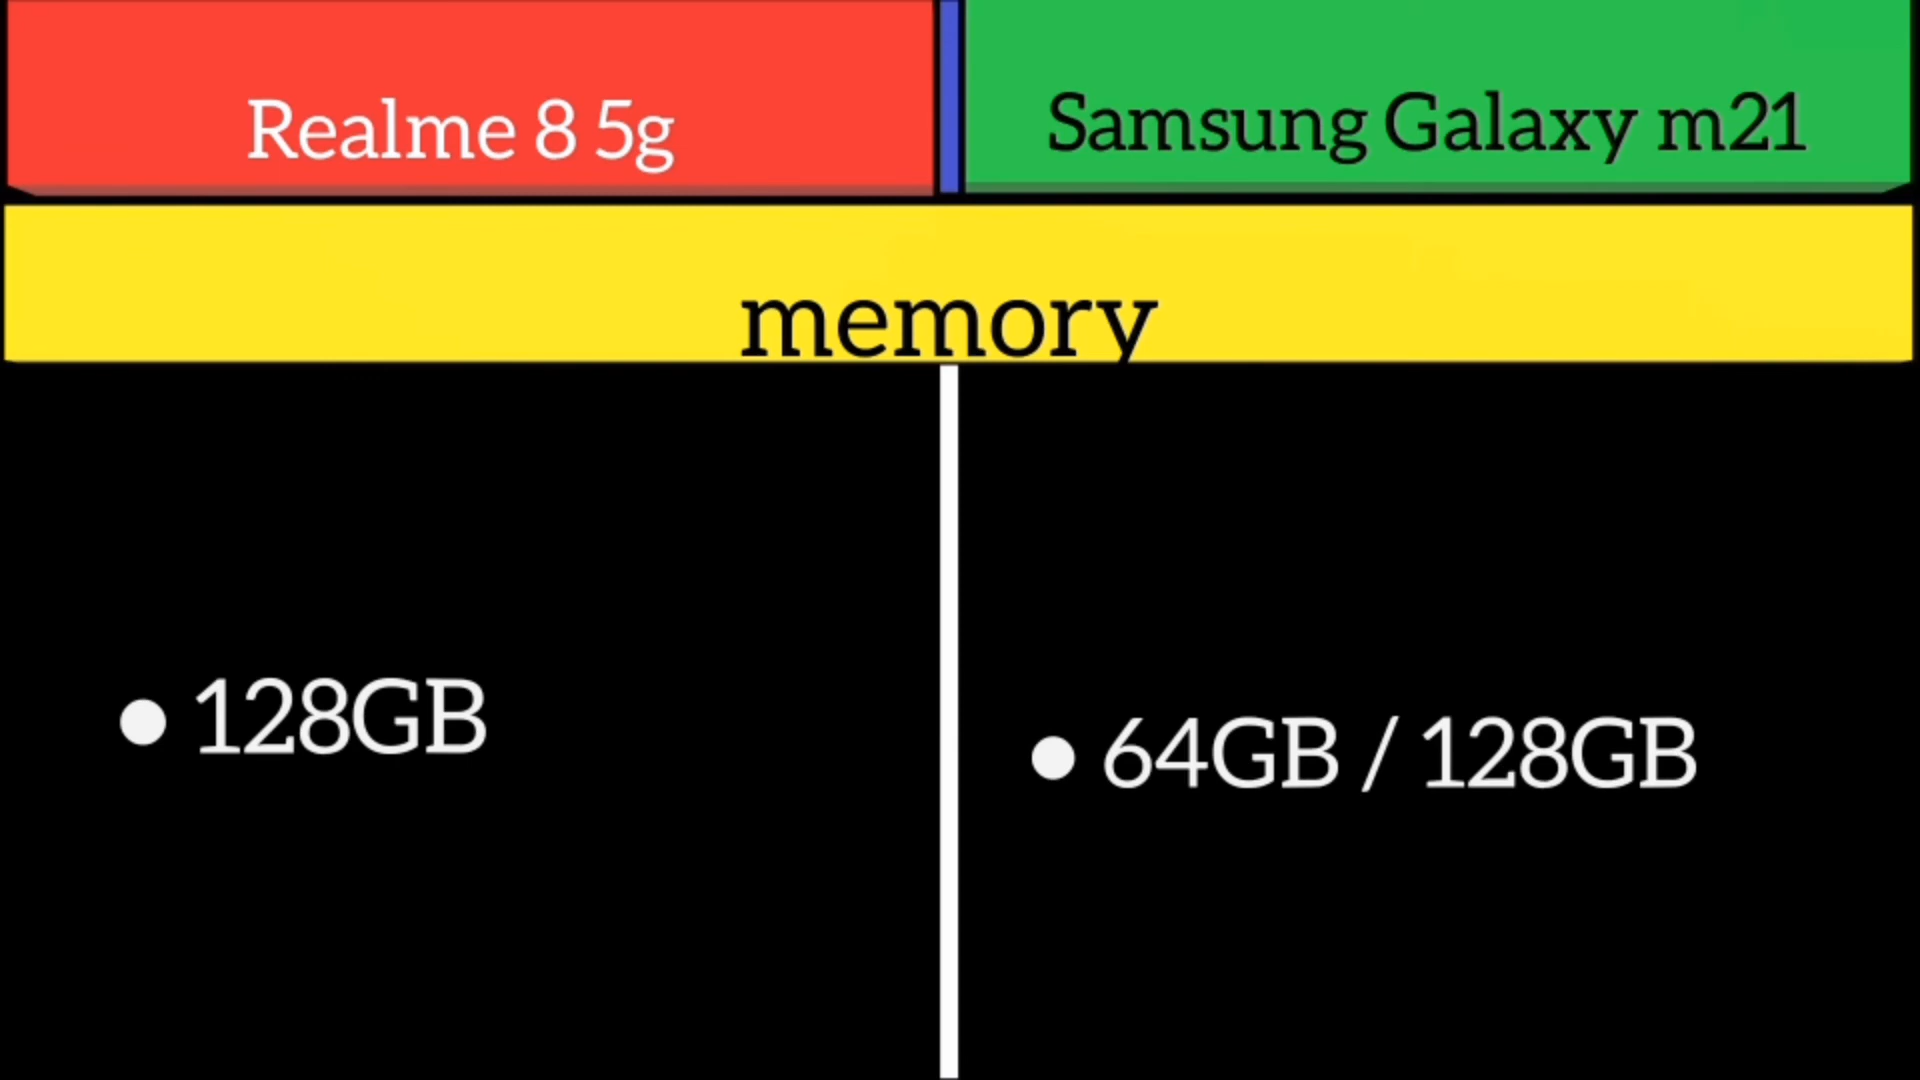 Realme 8 5g
Samsung Galaxy m21
memory
● 128GB
● 64GB / 128GB